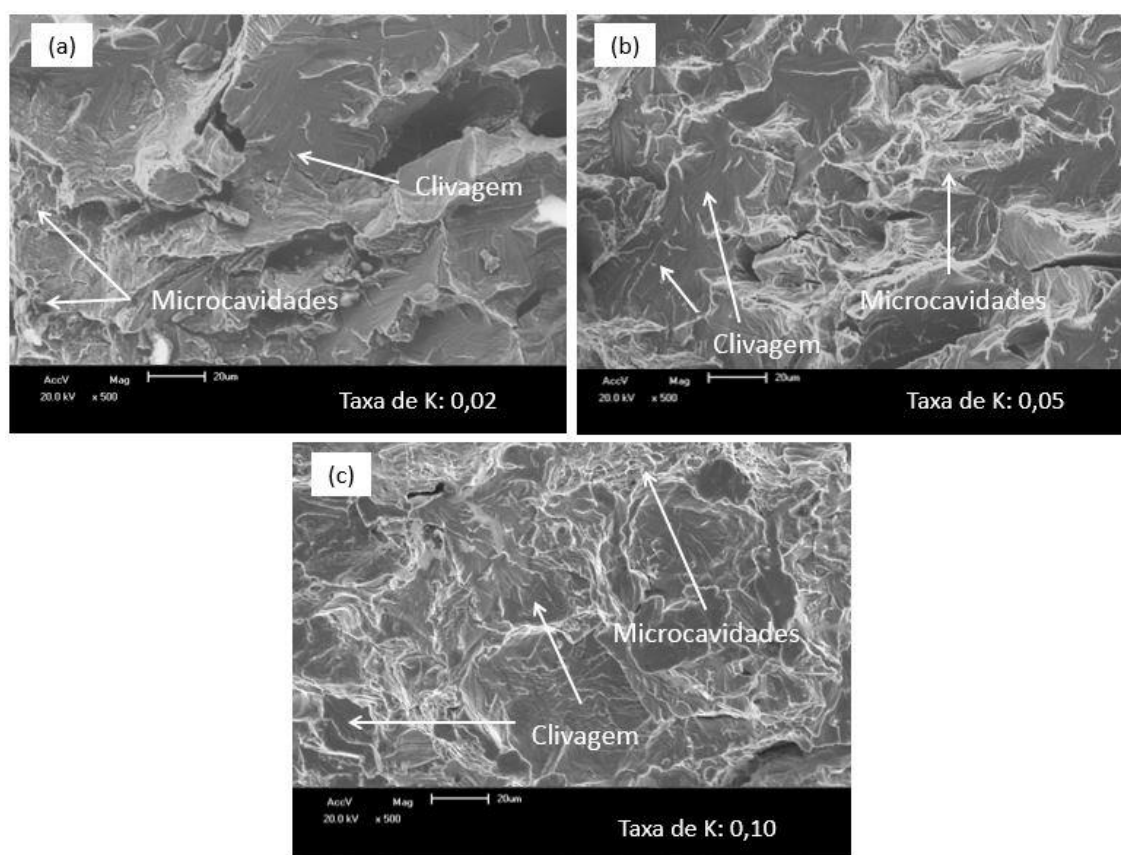 (a)
Clivagem
Microcavidades
AccV Mag 20um
20.0 kV x 500
Taxa de K: 0,02
(b)
Microcavidades
Clivagem
AccV Mag 20um
20.0 kV x 500
Taxa de K: 0,05
(c)
Microcavidades
Clivagem
AccV Mag 20um
20.0 kV x 500
Taxa de K: 0,10